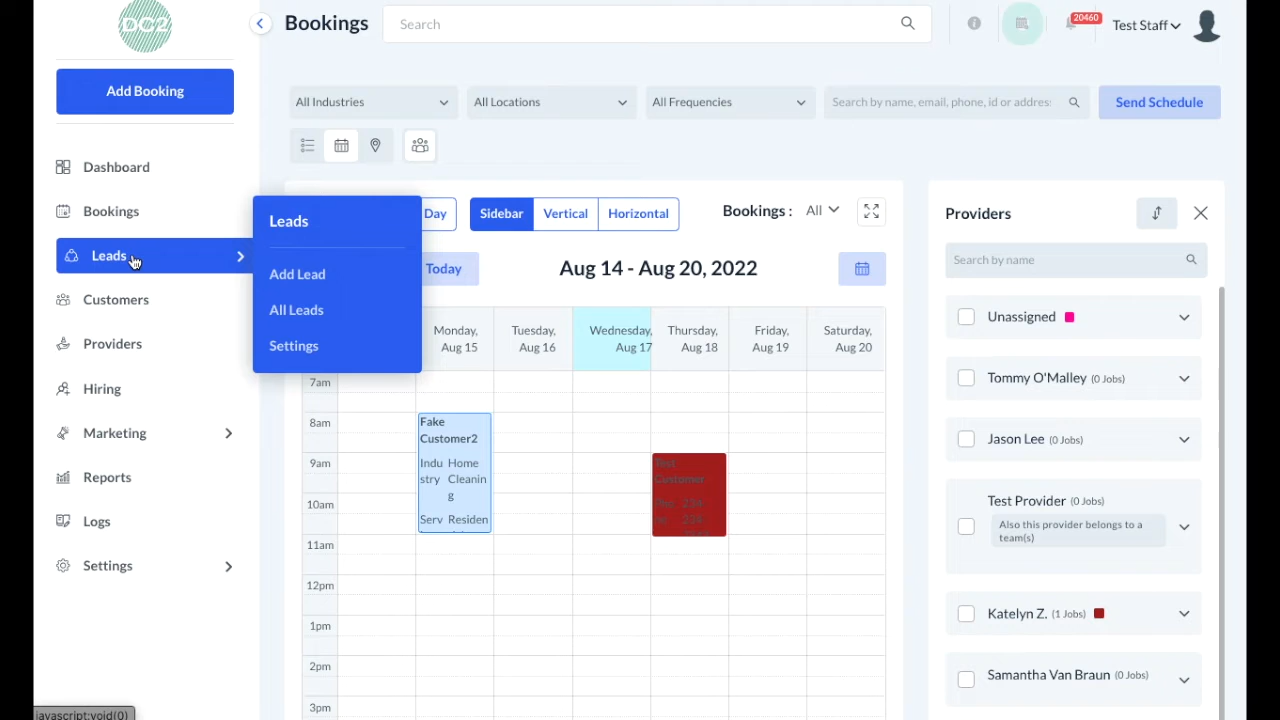 DC2
Bookings
Search
20460
Test Staff
Add Booking
All Industries
All Locations
All Frequencies
Search by name, email, phone, id or address
Send Schedule
Dashboard
Bookings
Leads
Customers
Providers
Hiring
Marketing
Reports
Logs
Settings
Leads
Add Lead
All Leads
Settings
Day
Sidebar
Vertical
Horizontal
Bookings :
All
Today
Aug 14 - Aug 20, 2022
Monday,
Aug 15
Tuesday,
Aug 16
Wednesday,
Aug 17
Thursday,
Aug 18
Friday,
Aug 19
Saturday,
Aug 20
7am
8am
9am
10am
11am
12pm
1pm
2pm
3pm
Fake
Customer2
Indu Home
stry Cleanin
g
Serv Residen
Test
Customer
Providers
Search by name
Unassigned
Tommy O'Malley (0 Jobs)
Jason Lee (0 Jobs)
Test Provider (0 Jobs)
Also this provider belongs to a
team(s)
Katelyn Z. (1 Jobs)
Samantha Van Braun (0 Jobs)
javascript:void(0)